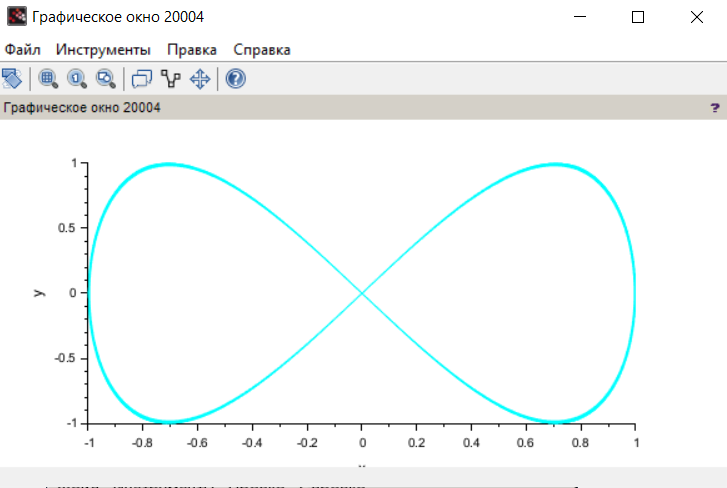 Графическое окно 20004
Файл Инструменты Правка Справка
Графическое окно 20004 ?
1
0.5
y
0
-0.5
-1
-1 -0.8 -0.6 -0.4 -0.2 0 0.2 0.4 0.6 0.8 1